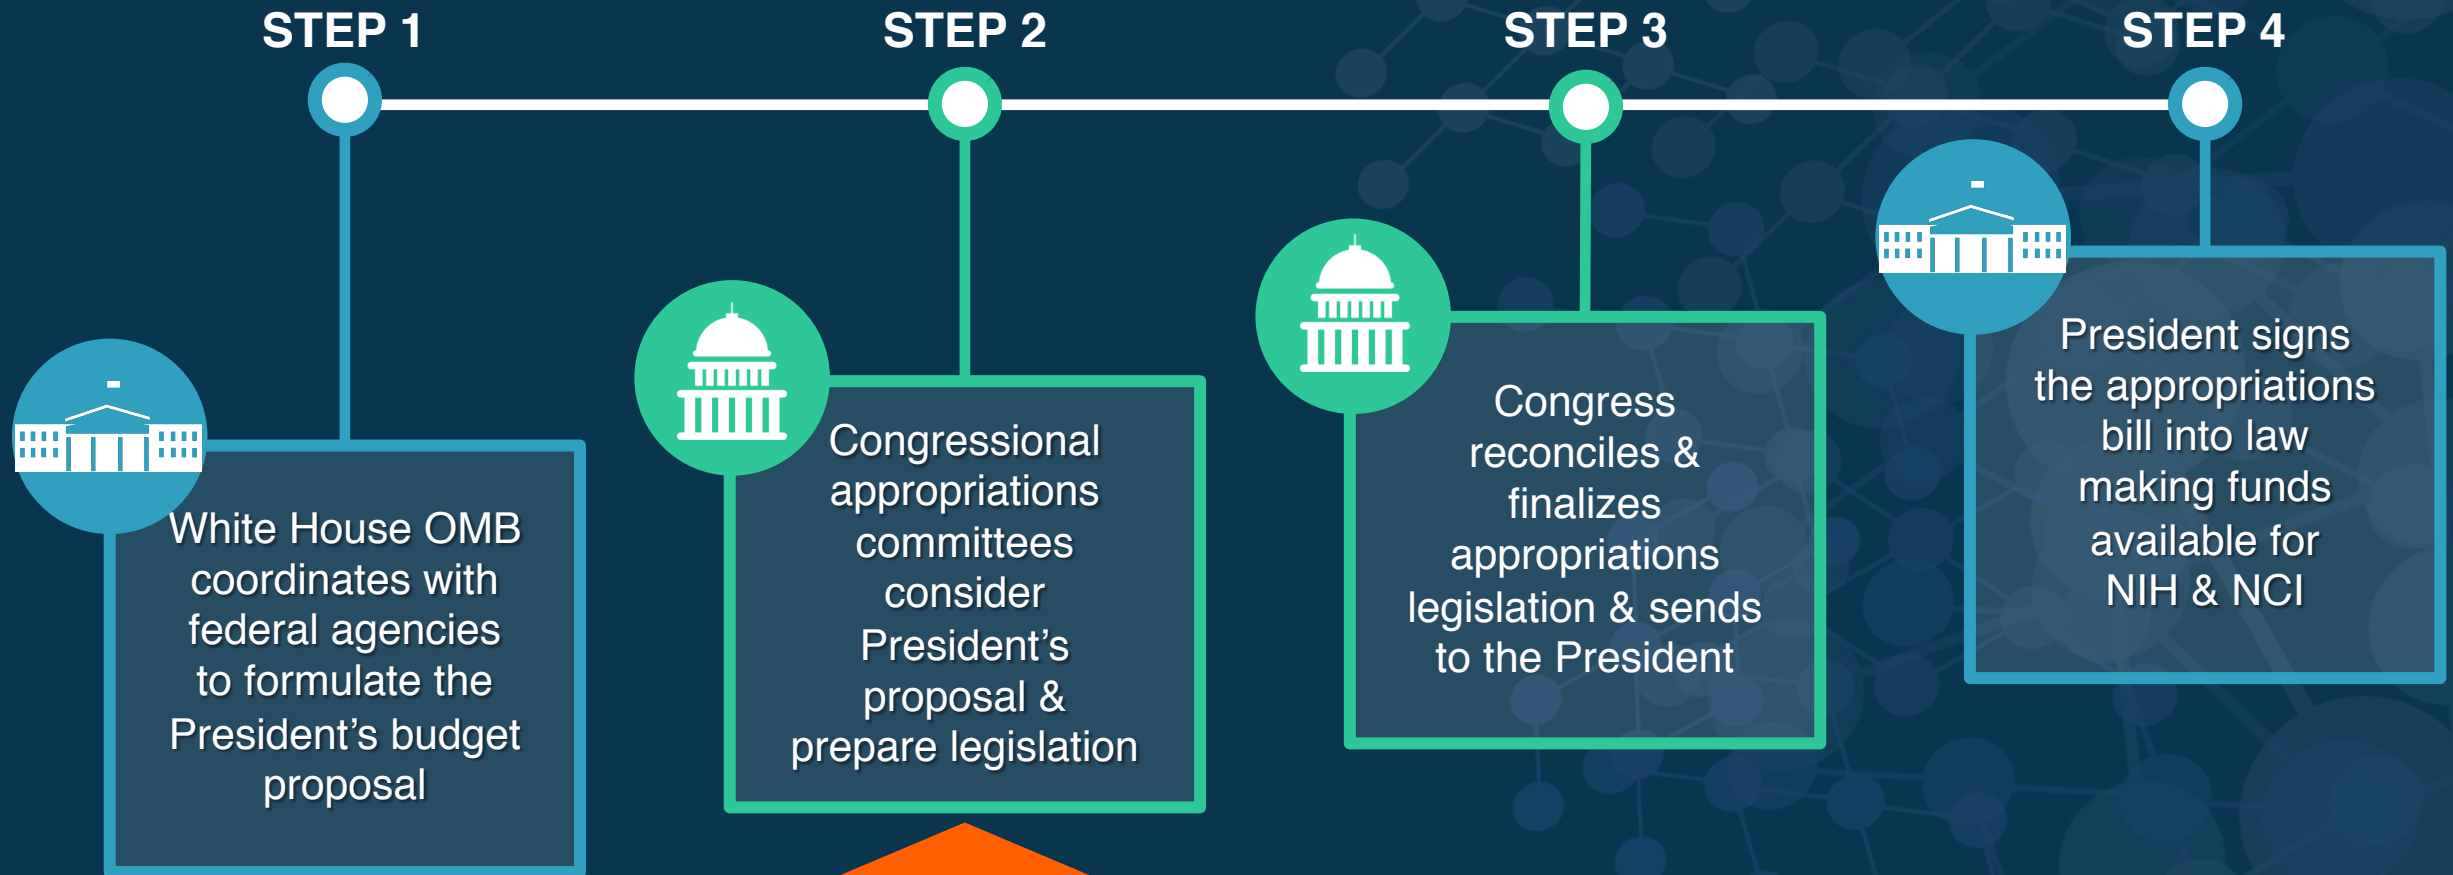 STEP 1
White House OMB
coordinates with
federal agencies
to formulate the
President’s budget
proposal
STEP 2
Congressional
appropriations
committees
consider
President’s
proposal &
prepare legislation
STEP 3
Congress
reconciles &
finalizes
appropriations
legislation & sends
to the President
STEP 4
President signs
the appropriations
bill into law
making funds
available for
NIH & NCI